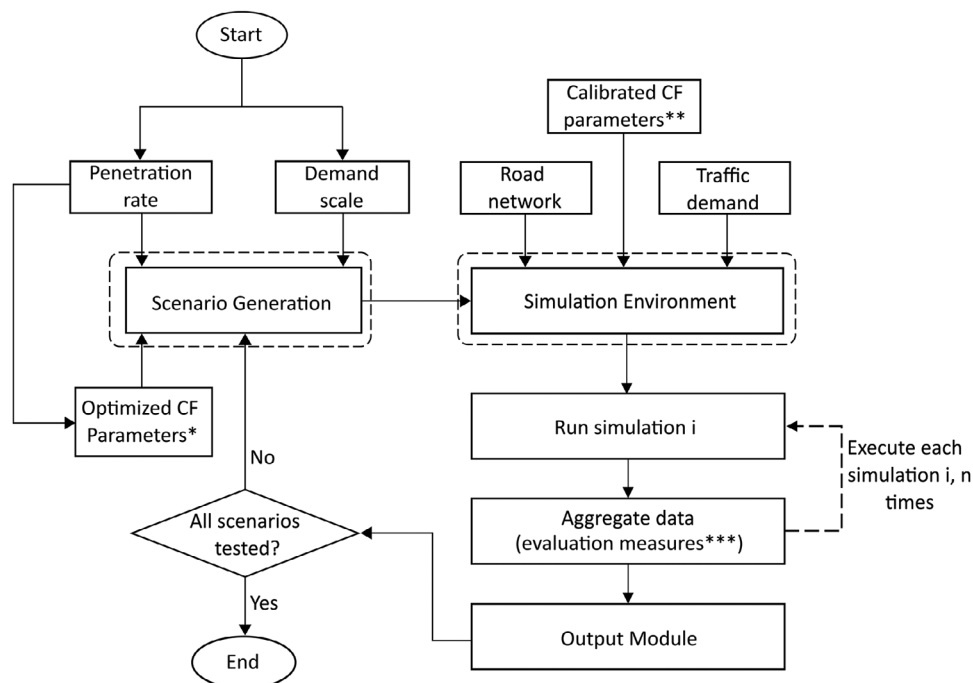 Start
Calibrated CF
parameters**
Penetration
rate
Demand
scale
Road
network
Traffic
demand
Scenario Generation
Simulation Environment
Optimized CF
Parameters*
Run simulation i
Execute each
simulation i, n
times
No
All scenarios
tested?
Aggregate data
(evaluation measures***)
Yes
Output Module
End